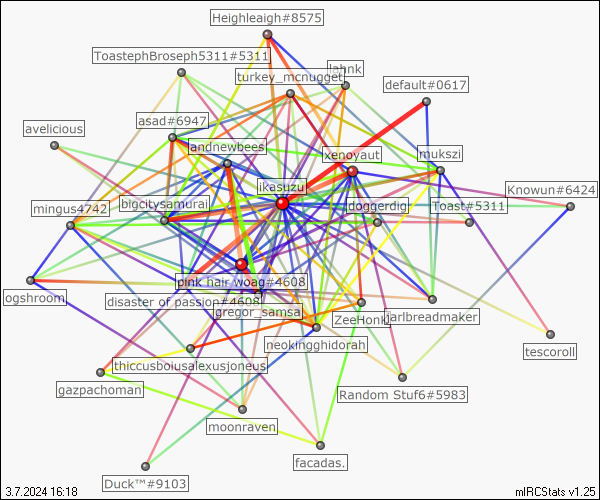 Heighleaigh#8575
ToastephBroseph5311#5311
lahnk
turkey_mcnugget
default#0617
asad#6947
avelicious
andnewbees
xenoyaut
mukszi
ikasuzu
Knowun#6424
bigcitysamurai
mingus4742
doggerdig
Toast#5311
pink hair woag#4608
ogshroom
disaster of passion#4608
gregor_samsa
ZeeHonk
jarlbreadmaker
neokingghidorah
tescoroll
thiccusboiusalexusjoneus
gazpachoman
Random Stuf6#5983
moonraven
facadas.
Duck™#9103
3.7.2024 16:18
mIRCStats v1.25